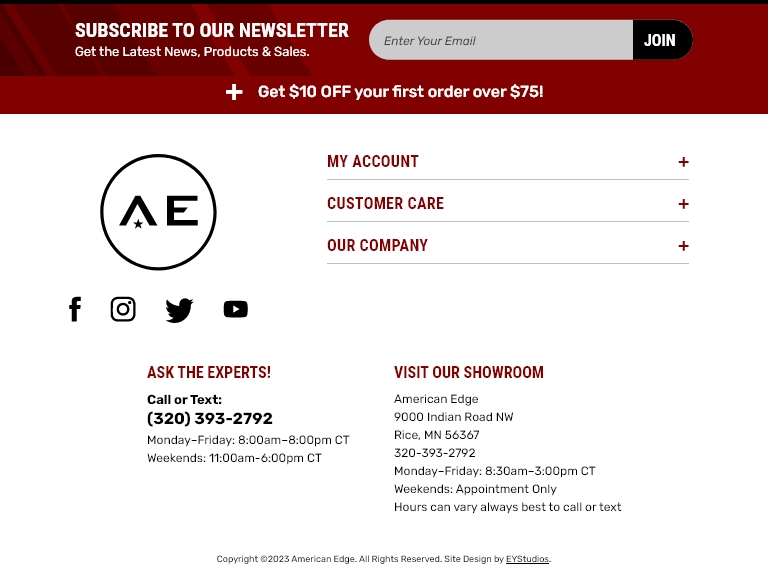 SUBSCRIBE TO OUR NEWSLETTER
Get the Latest News, Products & Sales.
Enter Your Email
JOIN
Get $10 OFF your first order over $75!
AE
MY ACCOUNT
CUSTOMER CARE
OUR COMPANY
ASK THE EXPERTS!
Call or Text:
(320) 393-2792
Monday–Friday: 8:00am–8:00pm CT
Weekends: 11:00am-6:00pm CT
VISIT OUR SHOWROOM
American Edge
9000 Indian Road NW
Rice, MN 56367
320-393-2792
Monday–Friday: 8:30am–3:00pm CT
Weekends: Appointment Only
Hours can vary always best to call or text
Copyright ©2023 American Edge. All Rights Reserved. Site Design by EYStudios.